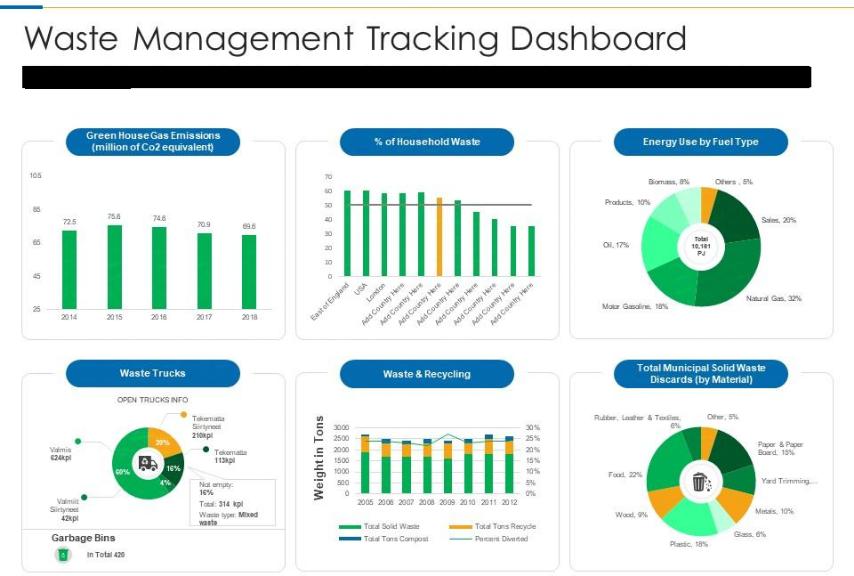 Waste Management Tracking Dashboard
Green House Gas Emissions
(million of Co2 equivalent)
105
85
65
45
25
72.5
75.6
74.6
70.9
69.6
2014
2015
2016
2017
2018
% of Household Waste
70
60
50
40
30
20
10
0
East of England
USA
London
Add Country Here
Add Country Here
Add Country Here
Add Country Here
Add Country Here
Add Country Here
Add Country Here
Add Country Here
Energy Use by Fuel Type
Biomass, 8%
Others , 5%
Products, 10%
Sales, 20%
Oil, 17%
Total
10,161
PJ
Motor Gasoline, 18%
Natural Gas, 32%
Waste Trucks
OPEN TRUCKS INFO
Tekematta
Siirtyneet
210kpl
Valmis
624kpl
Tekematta
113kpl
20%
16%
4%
60%
Valmiit
Siirtyneet
42kpl
Not empty:
16%
Total: 314 kpl
Waste type: Mixed
waste
Garbage Bins
In Total 420
Waste & Recycling
Weight in Tons
3000
2500
2000
1500
1000
500
0
30%
25%
20%
15%
10%
5%
0%
2005 2006 2007 2008 2009 2010 2011 2012
Total Solid Waste
Total Tons Recycle
Total Tons Compost
Percent Diverted
Total Municipal Solid Waste
Discards (by Material)
Rubber, Leather & Textiles,
6%
Other, 5%
Paper & Paper
Board, 15%
Food, 22%
Yard Trimming,...
Wood, 9%
Metals, 10%
Glass, 6%
Plastic, 18%